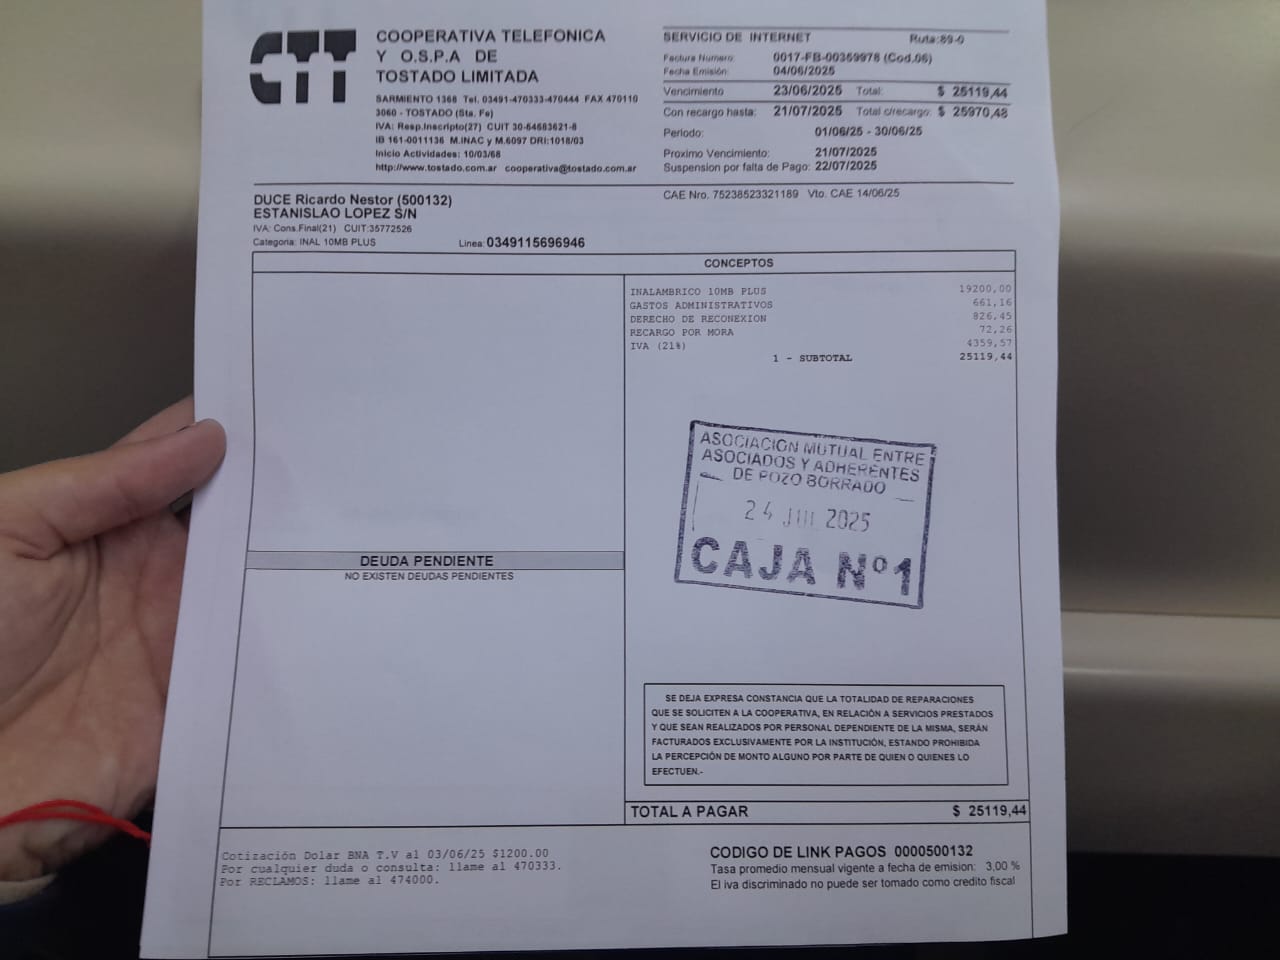 CTT
COOPERATIVA TELEFONICA
Y O.S.P.A DE
TOSTADO LIMITADA
SARMIENTO 1368 Tel. 03491-470333-470444 FAX 470110
3060 - TOSTADO (Sta. Fe)
IVA: Resp.Inscripto(27) CUIT 30-54583621-8
IB 161-0011136 M.INAC y M.6097 DRI:1018/03
Inicio Actividades: 10/03/68
http://www.tostado.com.ar cooperativa@tostado.com.ar
SERVICIO DE INTERNET Ruta:89-0
Factura Numero: 0017-FB-00359978 (Cod.06)
Fecha Emisión: 04/06/2025
Vencimiento 23/06/2025 Total: $ 25119,44
Con recargo hasta: 21/07/2025 Total c/recargo: $ 25970,48
Periodo: 01/06/25 - 30/06/25
Proximo Vencimiento: 21/07/2025
Suspension por falta de Pago: 22/07/2025
CAE Nro. 75238523321189 Vto. CAE 14/06/25
DUCE Ricardo Nestor (500132)
ESTANISLAO LOPEZ S/N
IVA: Cons.Final(21) CUIT:35772526
Categoria: INAL 10MB PLUS Linea: 0349115696946
CONCEPTOS
INALAMBRICO 10MB PLUS 19200,00
GASTOS ADMINISTRATIVOS 661,16
DERECHO DE RECONEXION 826,45
RECARGO POR MORA 72,26
IVA (21%) 4359,57
1 - SUBTOTAL 25119,44
ASOCIACION MUTUAL ENTRE
ASOCIADOS Y ADHERENTES
DE POZO BORRADO
24 JUL 2025
CAJA Nº1
DEUDA PENDIENTE
NO EXISTEN DEUDAS PENDIENTES
SE DEJA EXPRESA CONSTANCIA QUE LA TOTALIDAD DE REPARACIONES
QUE SE SOLICITEN A LA COOPERATIVA, EN RELACIÓN A SERVICIOS PRESTADOS
Y QUE SEAN REALIZADOS POR PERSONAL DEPENDIENTE DE LA MISMA, SERÁN
FACTURADOS EXCLUSIVAMENTE POR LA INSTITUCIÓN, ESTANDO PROHIBIDA
LA PERCEPCIÓN DE MONTO ALGUNO POR PARTE DE QUIEN O QUIENES LO
EFECTUEN.-
TOTAL A PAGAR $ 25119,44
Cotización Dolar BNA T.V al 03/06/25 $1200.00
Por cualquier duda o consulta: llame al 470333.
Por RECLAMOS: llame al 474000.
CODIGO DE LINK PAGOS 0000500132
Tasa promedio mensual vigente a fecha de emision: 3,00 %
El iva discriminado no puede ser tomado como credito fiscal